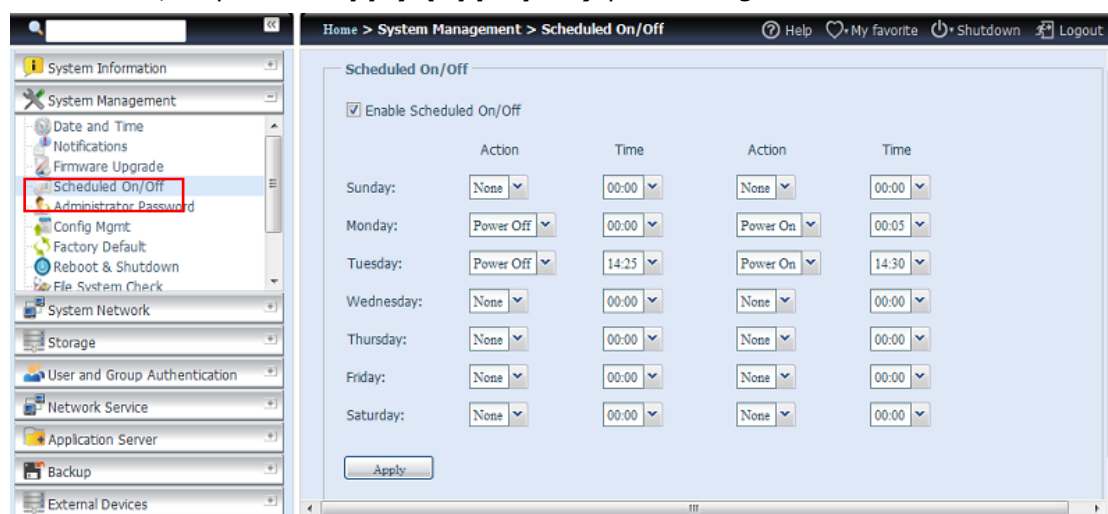 Home > System Management > Scheduled On/Off
Help
My favorite
Shutdown
Logout
System Information
System Management
Date and Time
Notifications
Firmware Upgrade
Scheduled On/Off
Administrator Password
Config Mgmt
Factory Default
Reboot & Shutdown
File System Check
System Network
Storage
User and Group Authentication
Network Service
Application Server
Backup
External Devices
Scheduled On/Off
Enable Scheduled On/Off
Action Time Action Time
Sunday: None 00:00 None 00:00
Monday: Power Off 00:00 Power On 00:05
Tuesday: Power Off 14:25 Power On 14:30
Wednesday: None 00:00 None 00:00
Thursday: None 00:00 None 00:00
Friday: None 00:00 None 00:00
Saturday: None 00:00 None 00:00
Apply